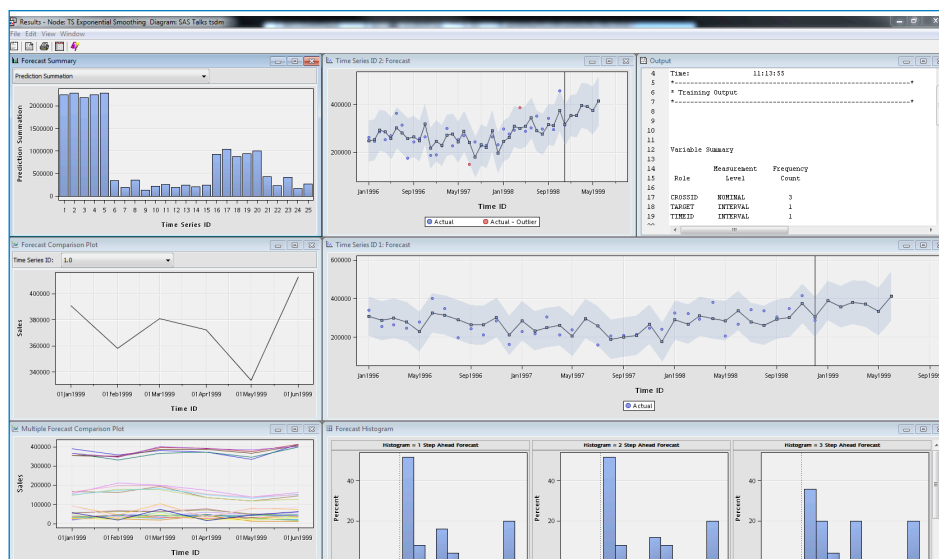 Results - Node: TS Exponential Smoothing Diagram: SAS Talks tsdm
File Edit View Window
Forecast Summary
Prediction Summation
Prediction Summation
2000000
1500000
1000000
500000
0
1 2 3 4 5 6 7 8 9 10 11 12 13 14 15 16 17 18 19 20 21 22 23 24 25
Time Series ID
Time Series ID 2: Forecast
400000
200000
Jan1996 Sep1996 May1997 Jan1998 Sep1998 May1999
Time ID
Actual Actual - Outlier
Output
4 Time: 11:13:55
5 *------------------------------------------------------------*
6 * Training Output
7 *------------------------------------------------------------*
8
9
10
11
12 Variable Summary
13
14 Measurement Frequency
15 Role Level Count
16
17 CROSSID NOMINAL 3
18 TARGET INTERVAL 1
19 TIMEID INTERVAL 1
20
Forecast Comparison Plot
Time Series ID: 1.0
Sales
400000
380000
360000
340000
01Jan1999 01Feb1999 01Mar1999 01Apr1999 01May1999 01Jun1999
Time ID
Time Series ID 1: Forecast
600000
400000
200000
Jan1996 May1996 Sep1996 Jan1997 May1997 Sep1997 Jan1998 May1998 Sep1998 Jan1999 May1999 Sep1999
Time ID
Actual
Multiple Forecast Comparison Plot
Sales
400000
300000
200000
100000
0
01Jan1999 01Feb1999 01Mar1999 01Apr1999 01May1999 01Jun1999
Time ID
Forecast Histogram
Histogram = 1 Step Ahead Forecast
Percent
40
20
Histogram = 2 Step Ahead Forecast
Percent
40
20
Histogram = 3 Step Ahead Forecast
Percent
40
20